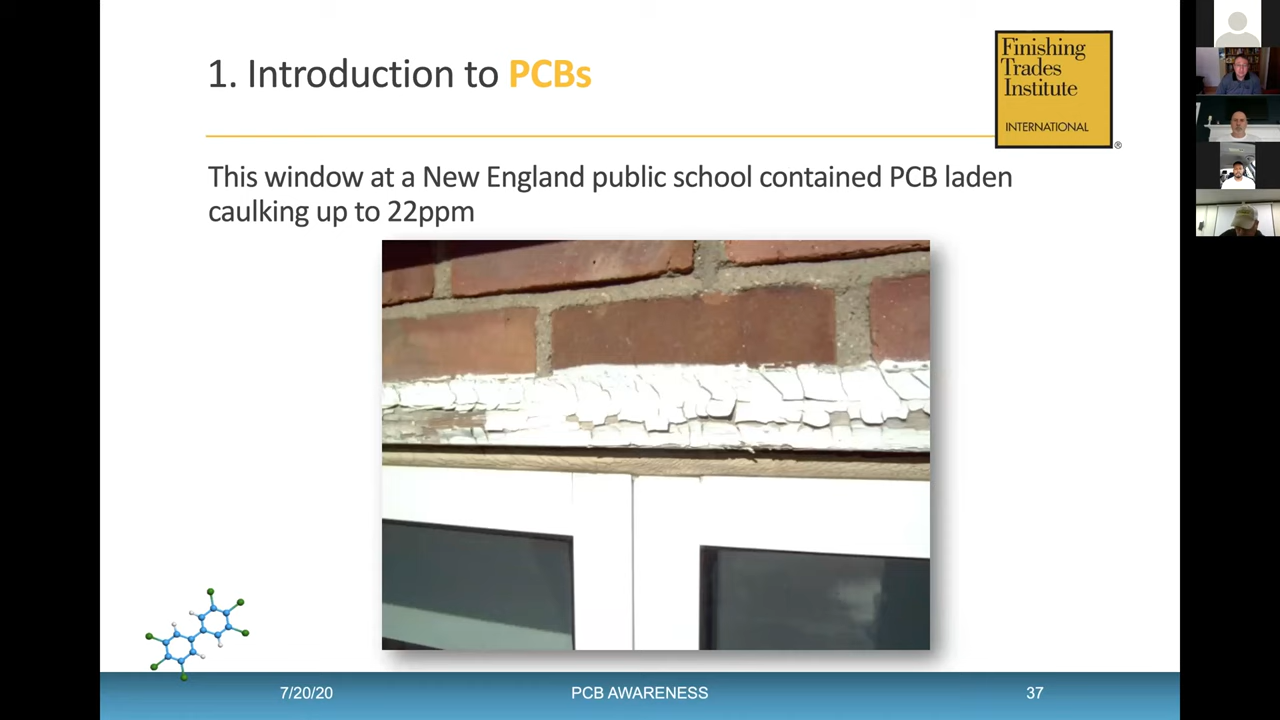 1. Introduction to PCBs
Finishing
Trades
Institute
INTERNATIONAL
®
This window at a New England public school contained PCB laden
caulking up to 22ppm
7/20/20
PCB AWARENESS
37